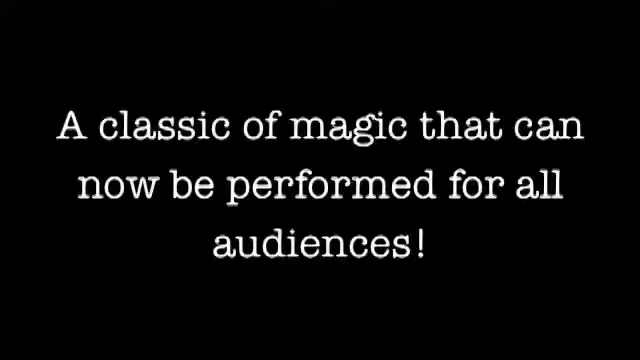 A classic of magic that can
now be performed for all
audiences!